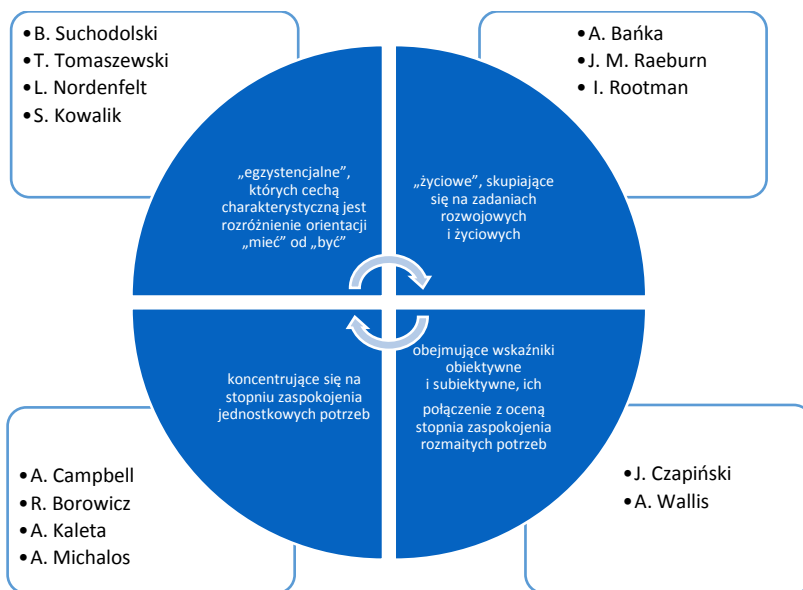 •B. Suchodolski
•T. Tomaszewski
•L. Nordenfelt
•S. Kowalik
•A. Bańka
•J. M. Raeburn
• I. Rootman
„egzystencjalne”,
których cechą
charakterystyczną jest
rozróżnienie orientacji
„mieć” od „być”
„życiowe”, skupiające
się na zadaniach
rozwojowych
i życiowych
koncentrujące się na
stopniu zaspokojenia
jednostkowych potrzeb
obejmujące wskaźniki
obiektywne
i subiektywne, ich
połączenie z oceną
stopnia zaspokojenia
rozmaitych potrzeb
•A. Campbell
•R. Borowicz
•A. Kaleta
•A. Michalos
•J. Czapiński
•A. Wallis